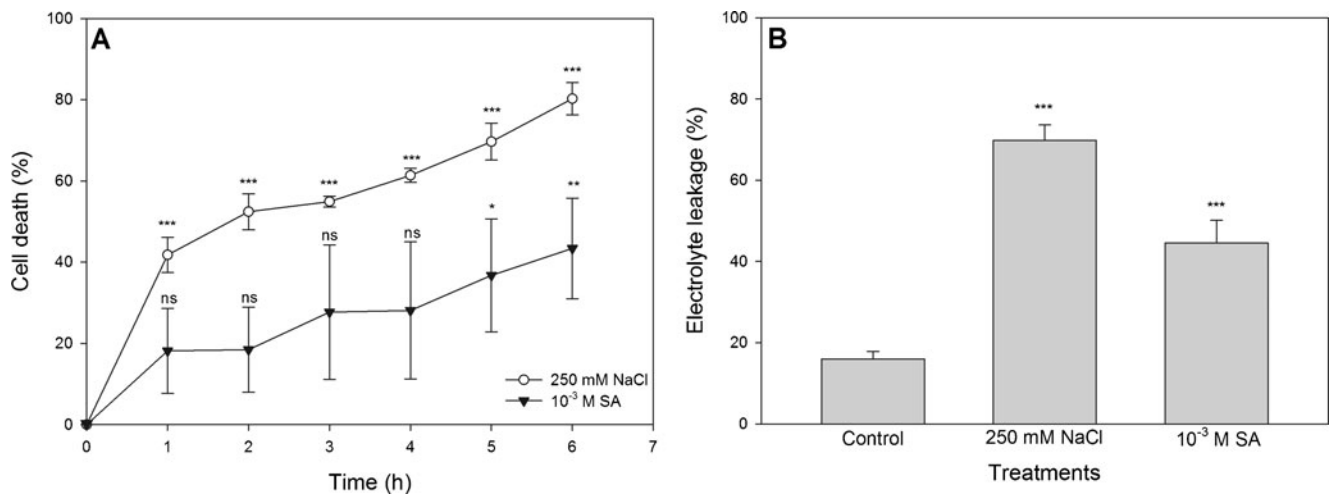 A
Cell death (%)
100
80
60
40
20
0
*** *** *** *** *** ***
ns ns ns ns * **
250 mM NaCl
10⁻³ M SA
0 1 2 3 4 5 6 7
Time (h)
B
Electrolyte leakage (%)
100
80
60
40
20
0
*** ***
Control 250 mM NaCl 10⁻³ M SA
Treatments